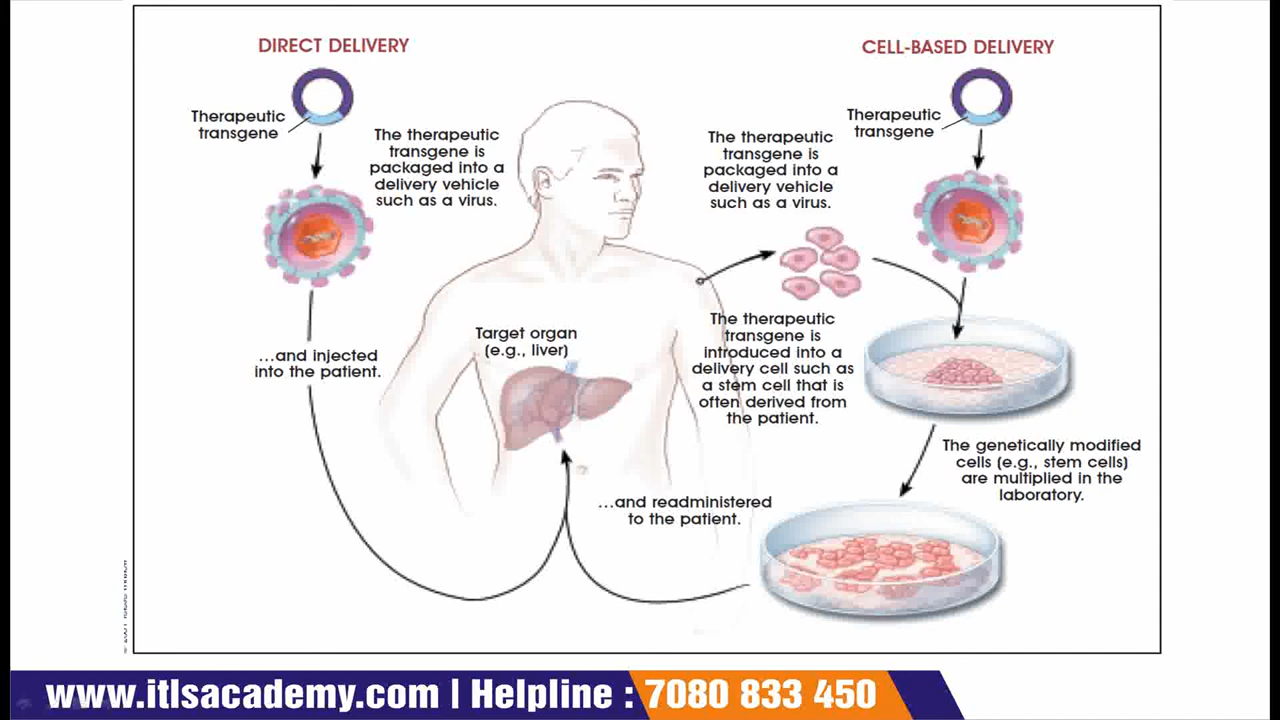 DIRECT DELIVERY
Therapeutic
transgene
The therapeutic
transgene is
packaged into a
delivery vehicle
such as a virus.
...and injected
into the patient.
Target organ
(e.g., liver)
CELL-BASED DELIVERY
Therapeutic
transgene
The therapeutic
transgene is
packaged into a
delivery vehicle
such as a virus.
The therapeutic
transgene is
introduced into a
delivery cell such as
a stem cell that is
often derived from
the patient.
The genetically modified
cells (e.g., stem cells)
are multiplied in the
laboratory.
...and readministered
to the patient.
www.itlsacademy.com | Helpline : 7080 833 450